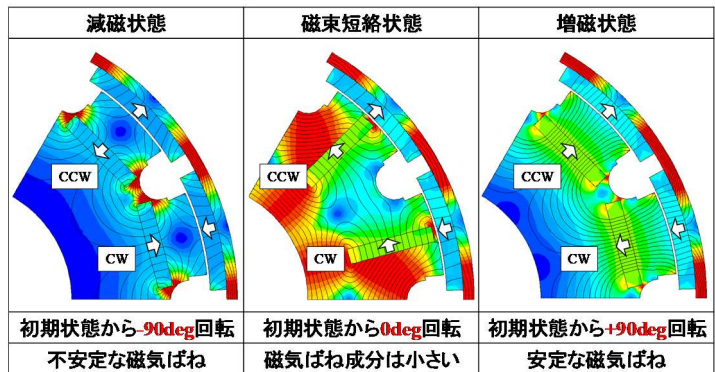 減磁状態
磁束短絡状態
増磁状態
CCW
CW
CCW
CW
CCW
CW
初期状態から-90deg回転
初期状態から0deg回転
初期状態から+90deg回転
不安定な磁気ばね
磁気ばね成分は小さい
安定な磁気ばね